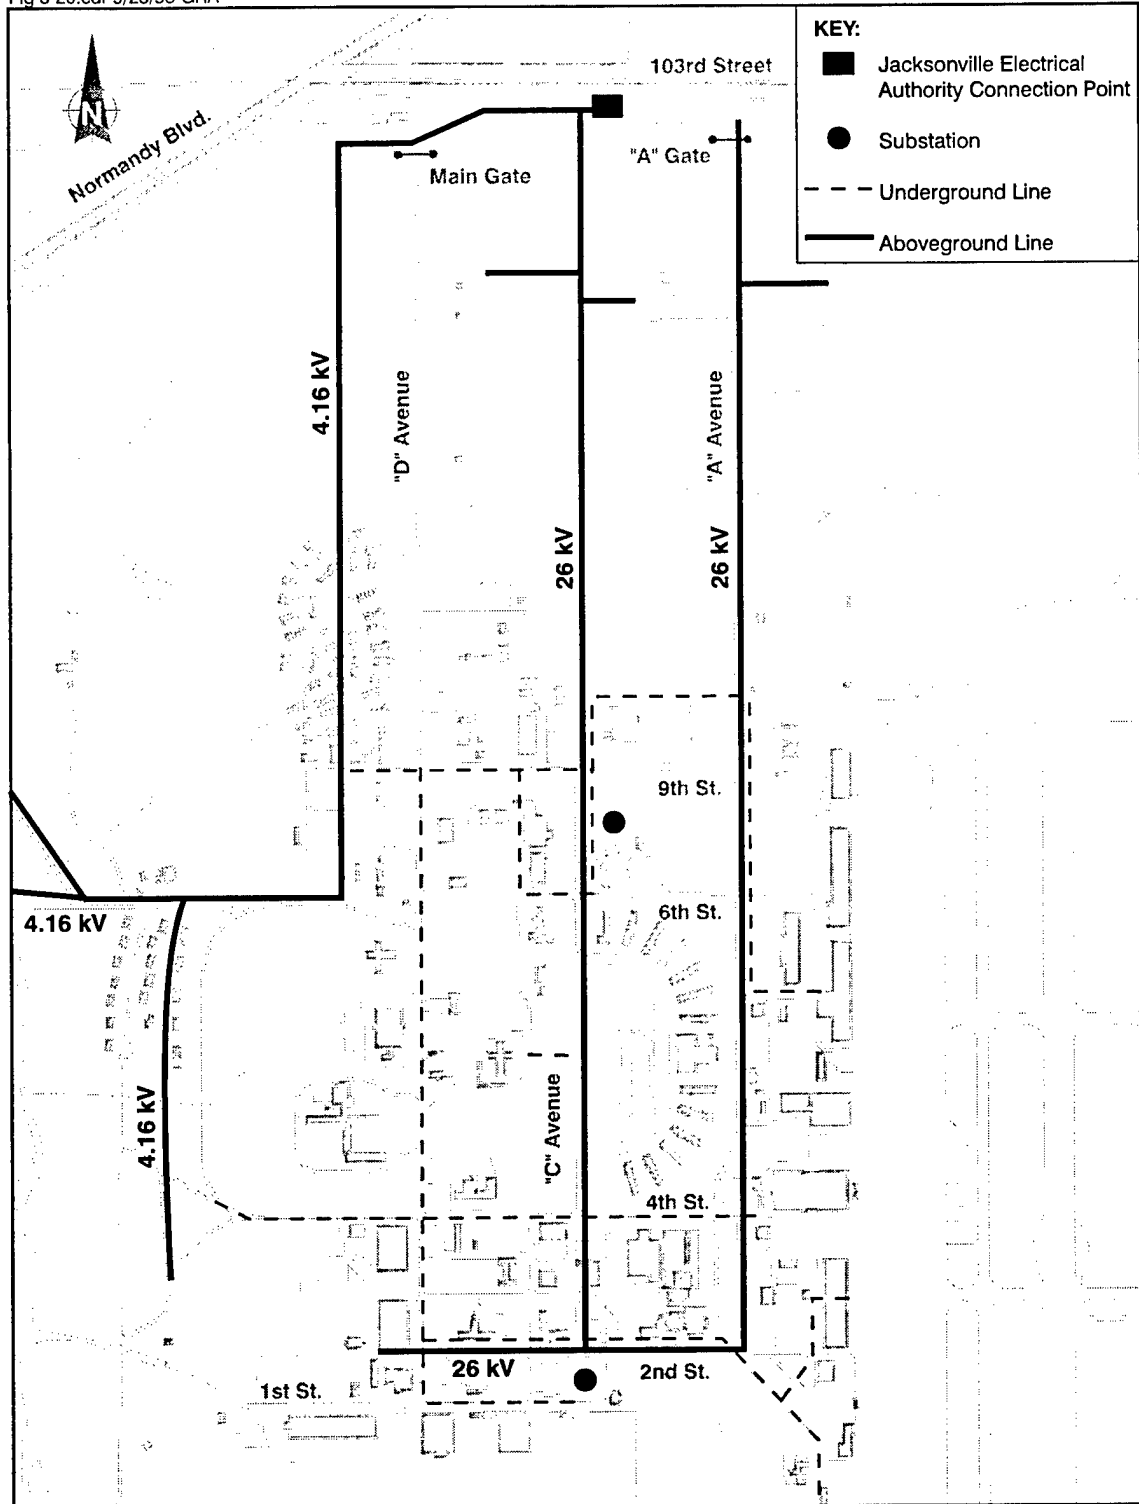 KEY:
Jacksonville Electrical
Authority Connection Point
Substation
Underground Line
Aboveground Line
103rd Street
N
Normandy Blvd.
Main Gate
"A" Gate
4.16 kV
"D" Avenue
"A" Avenue
26 kV
26 kV
9th St.
6th St.
4.16 kV
4.16 kV
"C" Avenue
4th St.
26 kV
2nd St.
1st St.